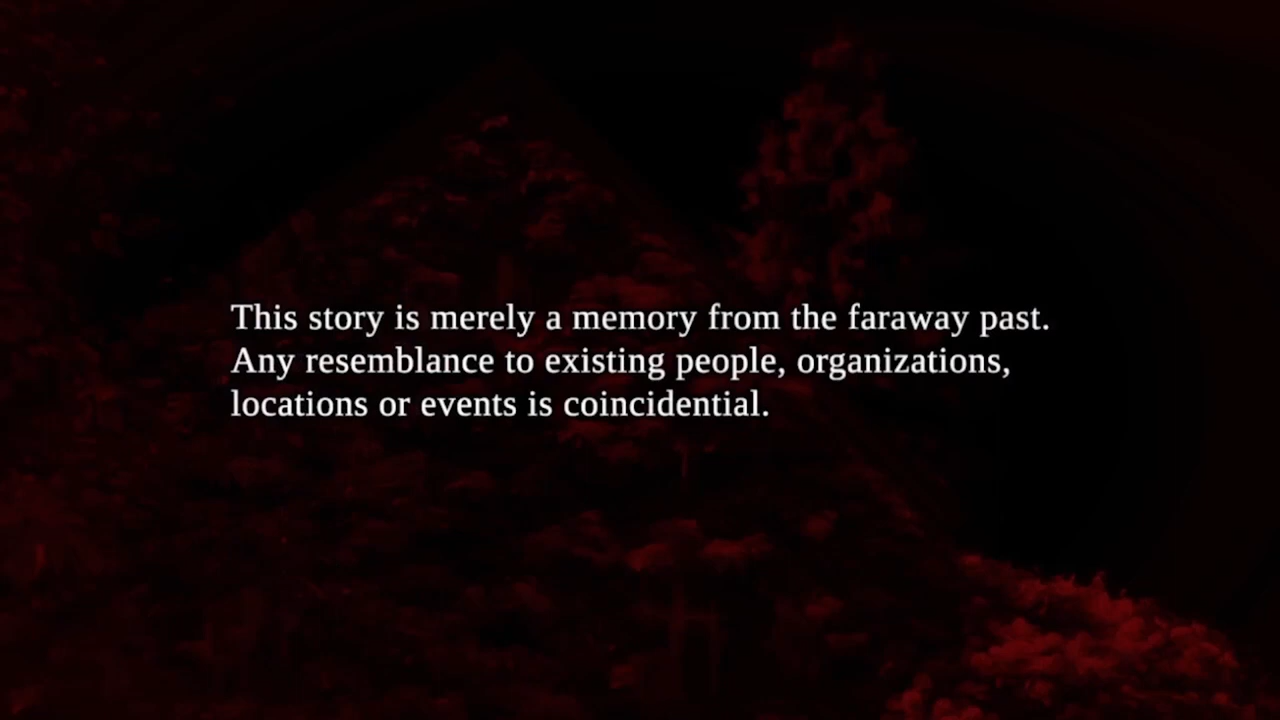 This story is merely a memory from the faraway past.
Any resemblance to existing people, organizations,
locations or events is coincidential.